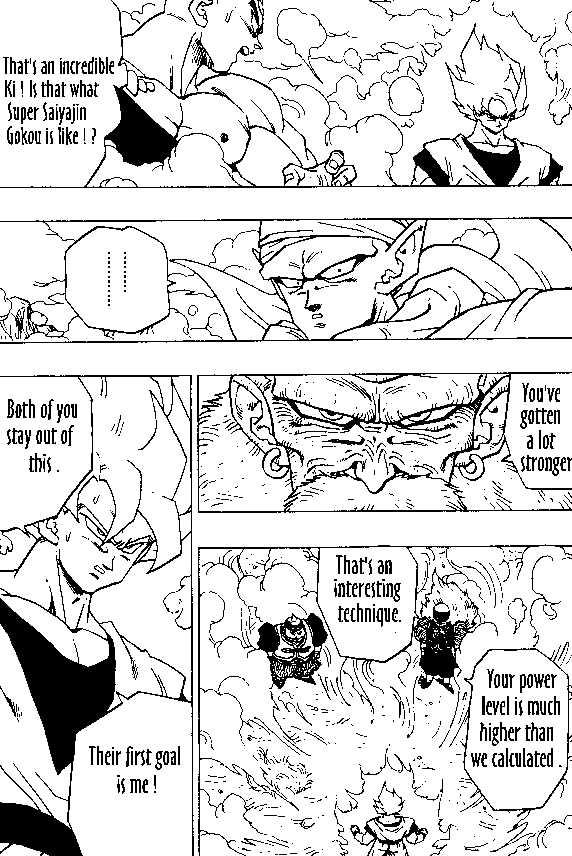 That's an incredible
Ki ! Is that what
Super Saiyajin
Gokou is like ! ?
.........
.......
You've
gotten
a lot
stronger
Both of you
stay out of
this .
Their first goal
is me !
That's an
interesting
technique.
Your power
level is much
higher than
we calculated .